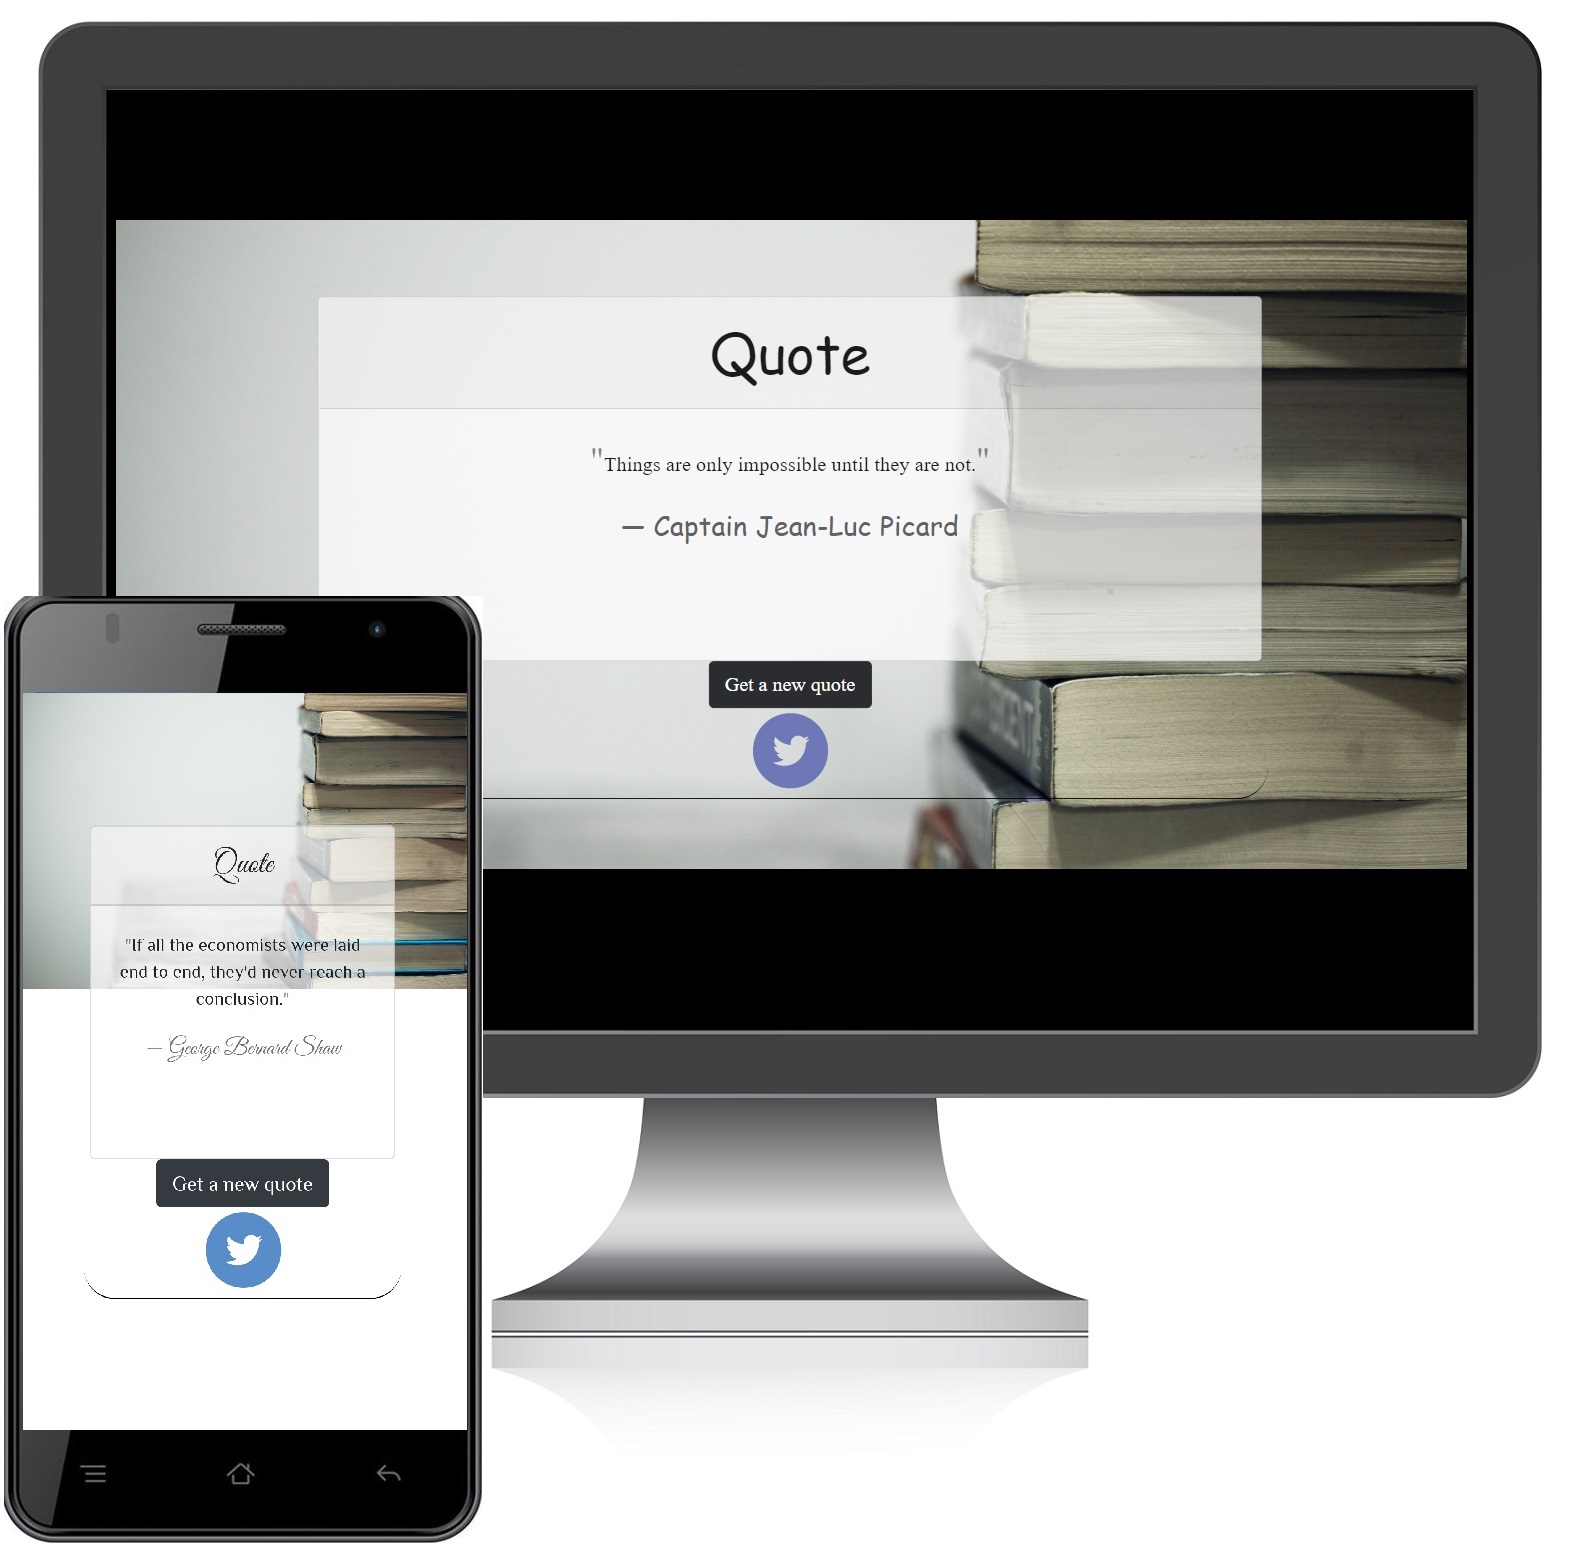 Quote
"Things are only impossible until they are not."
— Captain Jean-Luc Picard
Get a new quote
Quote
"If all the economists were laid
end to end, they'd never reach a
conclusion."
— George Bernard Shaw
Get a new quote